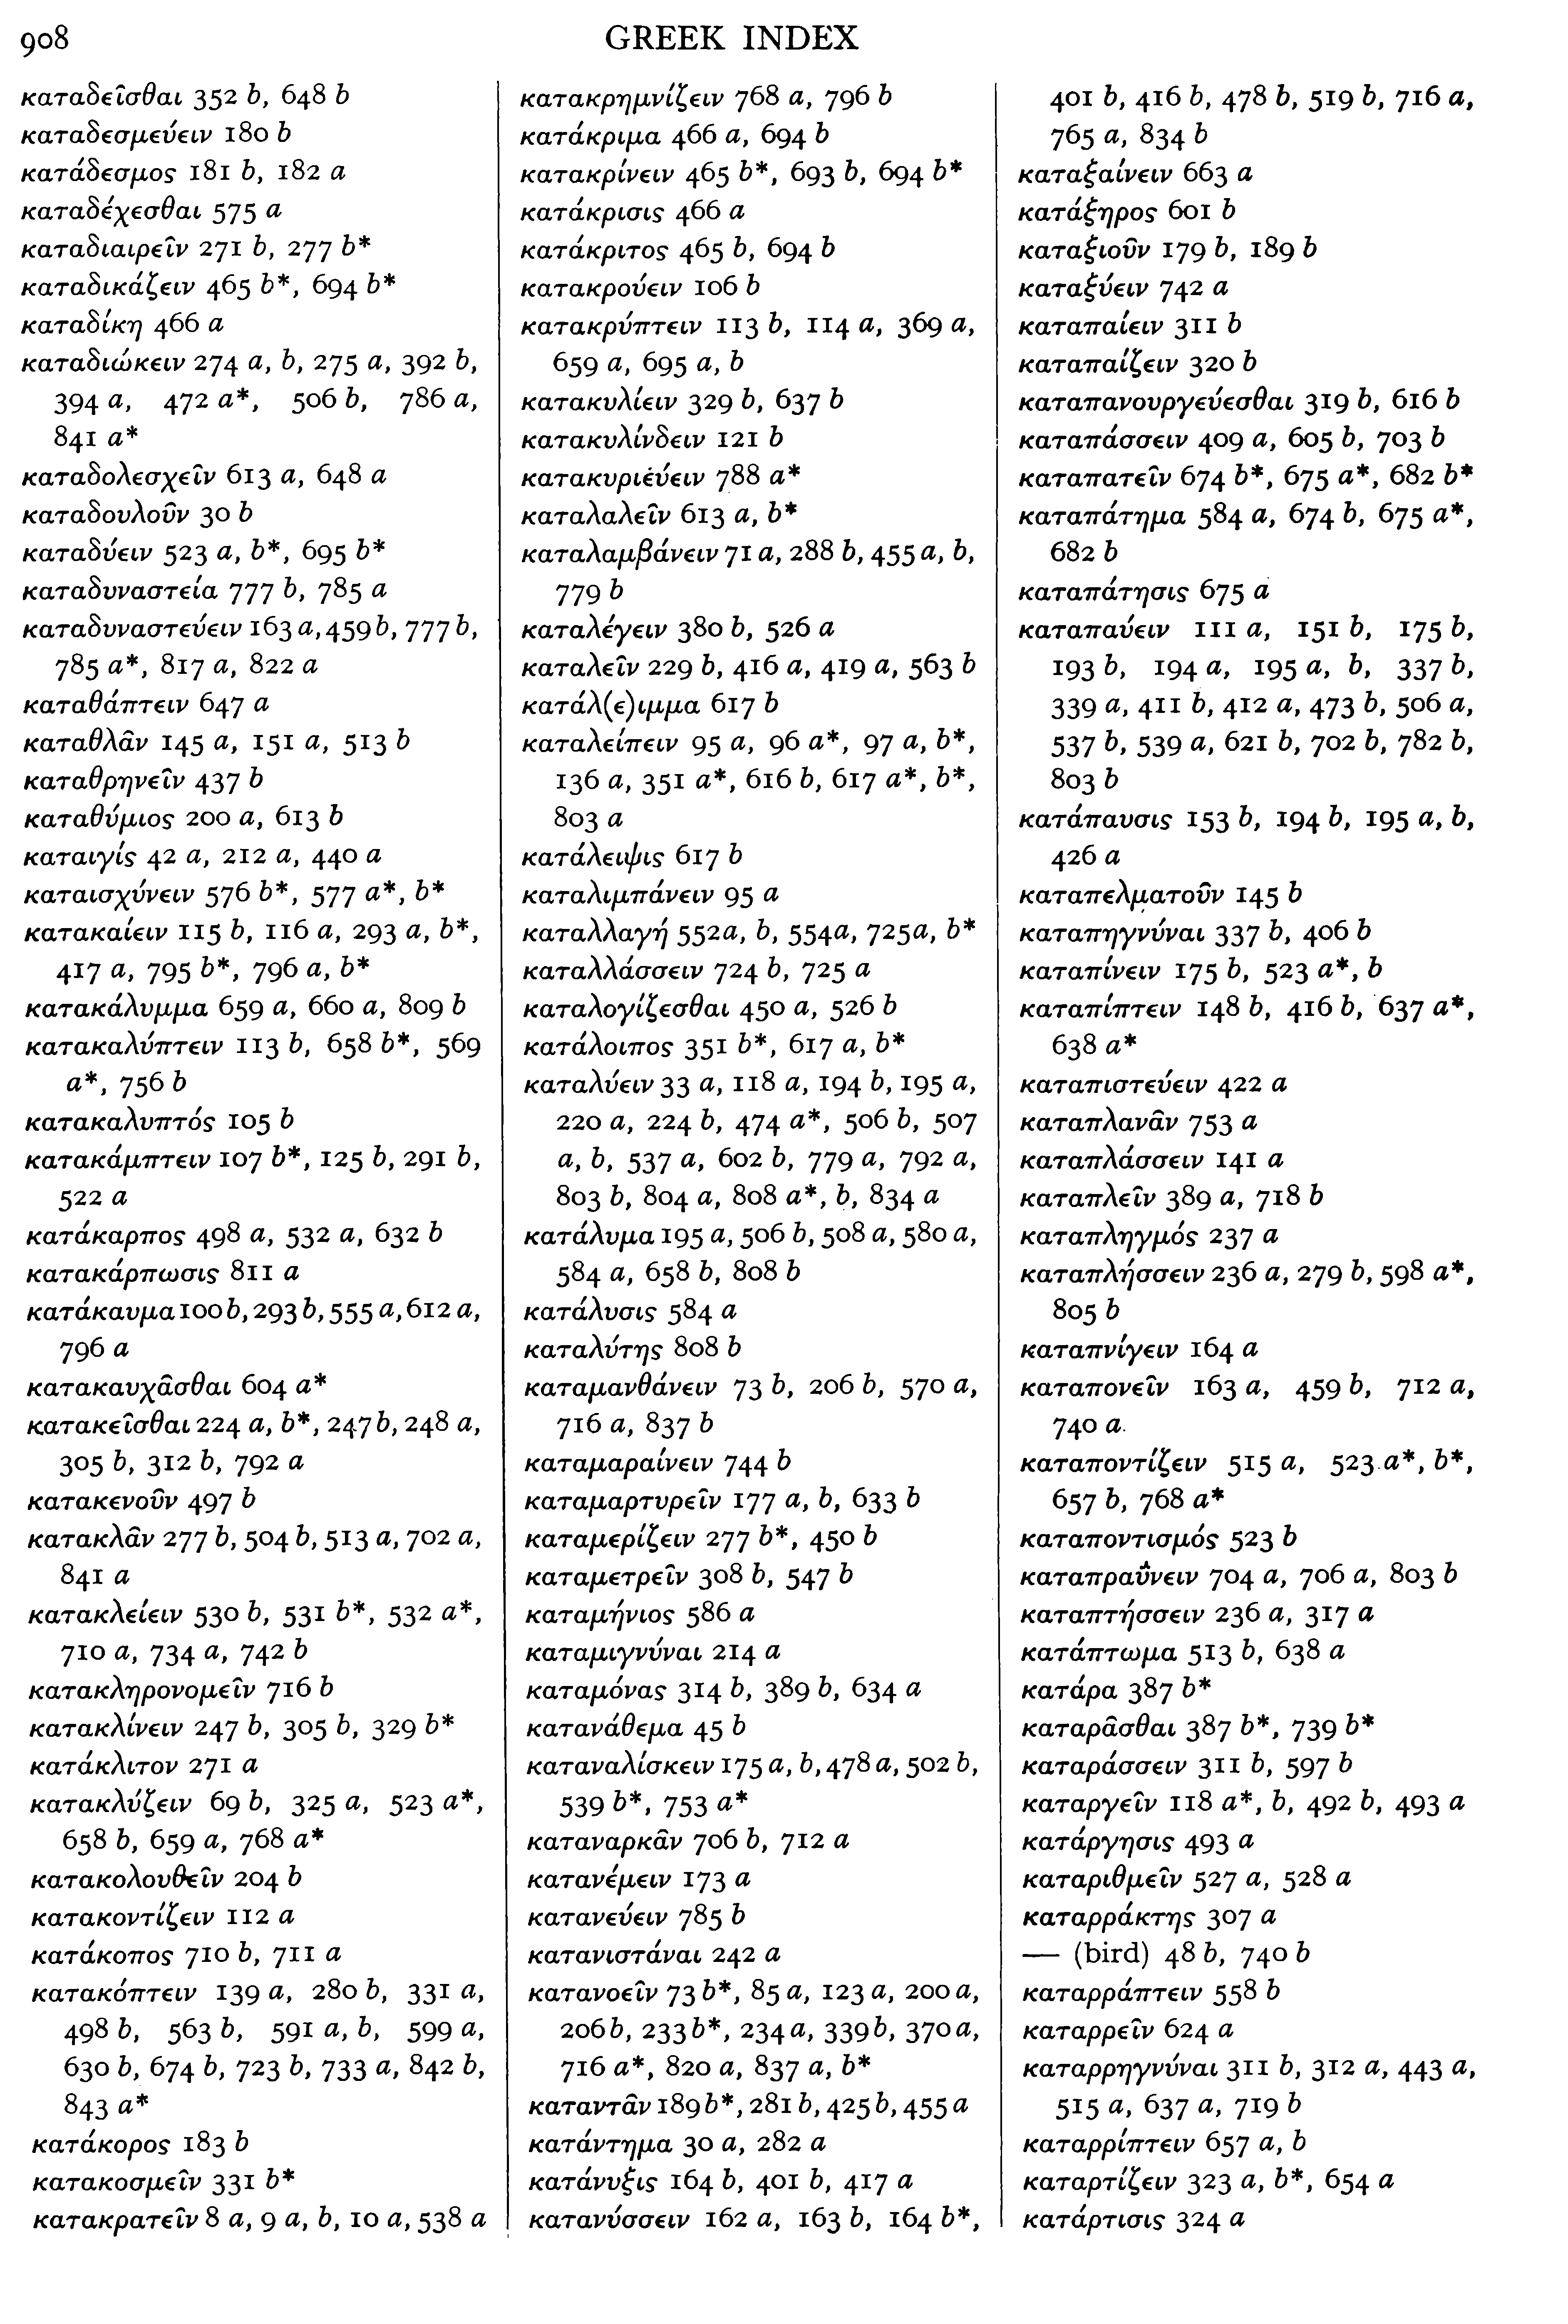 908
GREEK INDEX
καταδεῖσθαι 352 b, 648 b
καταδεσμεύειν 180 b
κατάδεσμος 181 b, 182 a
καταδέχεσθαι 575 a
καταδιαιρεῖν 271 b, 277 b*
καταδικάζειν 465 b*, 694 b*
καταδίκη 466 a
καταδιώκειν 274 a, b, 275 a, 392 b,
394 a, 472 a*, 506 b, 786 a,
841 a*
καταδολεσχεῖν 613 a, 648 a
καταδουλοῦν 30 b
καταδύειν 523 a, b*, 695 b*
καταδυναστεία 777 b, 785 a
καταδυναστεύειν 163 a, 459 b, 777 b,
785 a*, 817 a, 822 a
καταθάπτειν 647 a
καταθλᾶν 145 a, 151 a, 513 b
καταθρηνεῖν 437 b
καταθύμιος 200 a, 613 b
καταιγίς 42 a, 212 a, 440 a
καταισχύνειν 576 b*, 577 a*, b*
κατακαίειν 115 b, 116 a, 293 a, b*,
417 a, 795 b*, 796 a, b*
κατακάλυμμα 659 a, 660 a, 809 b
κατακαλύπτειν 113 b, 658 b*, 569
a*, 756 b
κατακαλυπτός 105 b
κατακάμπτειν 107 b*, 125 b, 291 b,
522 a
κατάκαρπος 498 a, 532 a, 632 b
κατακάρπωσις 811 a
κατάκαυμα 100 b, 293 b, 555 a, 612 a,
796 a
κατακαυχᾶσθαι 604 a*
κατακεῖσθαι 224 a, b*, 247 b, 248 a,
305 b, 312 b, 792 a
κατακενοῦν 497 b
κατακλᾶν 277 b, 504 b, 513 a, 702 a,
841 a
κατακλείειν 530 b, 531 b*, 532 a*,
710 a, 734 a, 742 b
κατακληρονομεῖν 716 b
κατακλίνειν 247 b, 305 b, 329 b*
κατάκλιτον 271 a
κατακλύζειν 69 b, 325 a, 523 a*,
658 b, 659 a, 768 a*
κατακολουθεῖν 204 b
κατακοντίζειν 112 a
κατάκοπος 710 b, 711 a
κατακόπτειν 139 a, 280 b, 331 a,
498 b, 563 b, 591 a, b, 599 a,
630 b, 674 b, 723 b, 733 a, 842 b,
843 a*
κατάκορος 183 b
κατακοσμεῖν 331 b*
κατακρατεῖν 8 a, 9 a, b, 10 a, 538 a
κατακρημνίζειν 768 a, 796 b
κατάκριμα 466 a, 694 b
κατακρίνειν 465 b*, 693 b, 694 b*
κατάκρισις 466 a
κατάκριτος 465 b, 694 b
κατακρούειν 106 b
κατακρύπτειν 113 b, 114 a, 369 a,
659 a, 695 a, b
κατακυλίειν 329 b, 637 b
κατακυλίνδειν 121 b
κατακυριέύειν 788 a*
καταλαλεῖν 613 a, b*
καταλαμβάνειν 71 a, 288 b, 455 a, b,
779 b
καταλέγειν 380 b, 526 a
καταλεῖν 229 b, 416 a, 419 a, 563 b
κατάλ(ε)ιμμα 617 b
καταλείπειν 95 a, 96 a*, 97 a, b*,
136 a, 351 a*, 616 b, 617 a*, b*,
803 a
κατάλειψις 617 b
καταλιμπάνειν 95 a
καταλλαγή 552a, b, 554a, 725a, b*
καταλλάσσειν 724 b, 725 a
καταλογίζεσθαι 450 a, 526 b
κατάλοιπος 351 b*, 617 a, b*
καταλύειν 33 a, 118 a, 194 b, 195 a,
220 a, 224 b, 474 a*, 506 b, 507
a, b, 537 a, 602 b, 779 a, 792 a,
803 b, 804 a, 808 a*, b, 834 a
κατάλυμα 195 a, 506 b, 508 a, 580 a,
584 a, 658 b, 808 b
κατάλυσις 584 a
καταλύτης 808 b
καταμανθάνειν 73 b, 206 b, 570 a,
716 a, 837 b
καταμαραίνειν 744 b
καταμαρτυρεῖν 177 a, b, 633 b
καταμερίζειν 277 b*, 450 b
καταμετρεῖν 308 b, 547 b
καταμήνιος 586 a
καταμιγνύναι 214 a
καταμόνας 314 b, 389 b, 634 a
κατανάθεμα 45 b
καταναλίσκειν 175 a, b, 478 a, 502 b,
539 b*, 753 a*
καταναρκᾶν 706 b, 712 a
κατανέμειν 173 a
κατανεύειν 785 b
κατανιστάναι 242 a
κατανοεῖν 73 b*, 85 a, 123 a, 200 a,
206 b, 233 b*, 234 a, 339 b, 370 a,
716 a*, 820 a, 837 a, b*
καταντᾶν 189 b*, 281 b, 425 b, 455 a
κατάντημα 30 a, 282 a
κατάνυξις 164 b, 401 b, 417 a
κατανύσσειν 162 a, 163 b, 164 b*,
401 b, 416 b, 478 b, 519 b, 716 a,
765 a, 834 b
καταξαίνειν 663 a
κατάξηρος 601 b
καταξιοῦν 179 b, 189 b
καταξύειν 742 a
καταπαίειν 311 b
καταπαίζειν 320 b
καταπανουργεύεσθαι 319 b, 616 b
καταπάσσειν 409 a, 605 b, 703 b
καταπατεῖν 674 b*, 675 a*, 682 b*
καταπάτημα 584 a, 674 b, 675 a*,
682 b
καταπάτησις 675 a
καταπαύειν 111 a, 151 b, 175 b,
193 b, 194 a, 195 a, b, 337 b,
339 a, 411 b, 412 a, 473 b, 506 a,
537 b, 539 a, 621 b, 702 b, 782 b,
803 b
κατάπαυσις 153 b, 194 b, 195 a, b,
426 a
καταπελματοῦν 145 b
καταπηγνύναι 337 b, 406 b
καταπίνειν 175 b, 523 a*, b
καταπίπτειν 148 b, 416 b, 637 a*,
638 a*
καταπιστεύειν 422 a
καταπλανᾶν 753 a
καταπλάσσειν 141 a
καταπλεῖν 389 a, 718 b
καταπληγμός 237 a
καταπλήσσειν 236 a, 279 b, 598 a*,
805 b
καταπνίγειν 164 a
καταπονεῖν 163 a, 459 b, 712 a,
740 a
καταποντίζειν 515 a, 523 a*, b*,
657 b, 768 a*
καταποντισμός 523 b
καταπραΰνειν 704 a, 706 a, 803 b
καταπτήσσειν 236 a, 317 a
κατάπτωμα 513 b, 638 a
κατάρα 387 b*
καταρᾶσθαι 387 b*, 739 b*
καταράσσειν 311 b, 597 b
καταργεῖν 118 a*, b, 492 b, 493 a
κατάργησις 493 a
καταριθμεῖν 527 a, 528 a
καταρράκτης 307 a
— (bird) 48 b, 740 b
καταρράπτειν 558 b
καταρρεῖν 624 a
καταρρηγνύναι 311 b, 312 a, 443 a,
515 a, 637 a, 719 b
καταρρίπτειν 657 a, b
καταρτίζειν 323 a, b*, 654 a
κατάρτισις 324 a